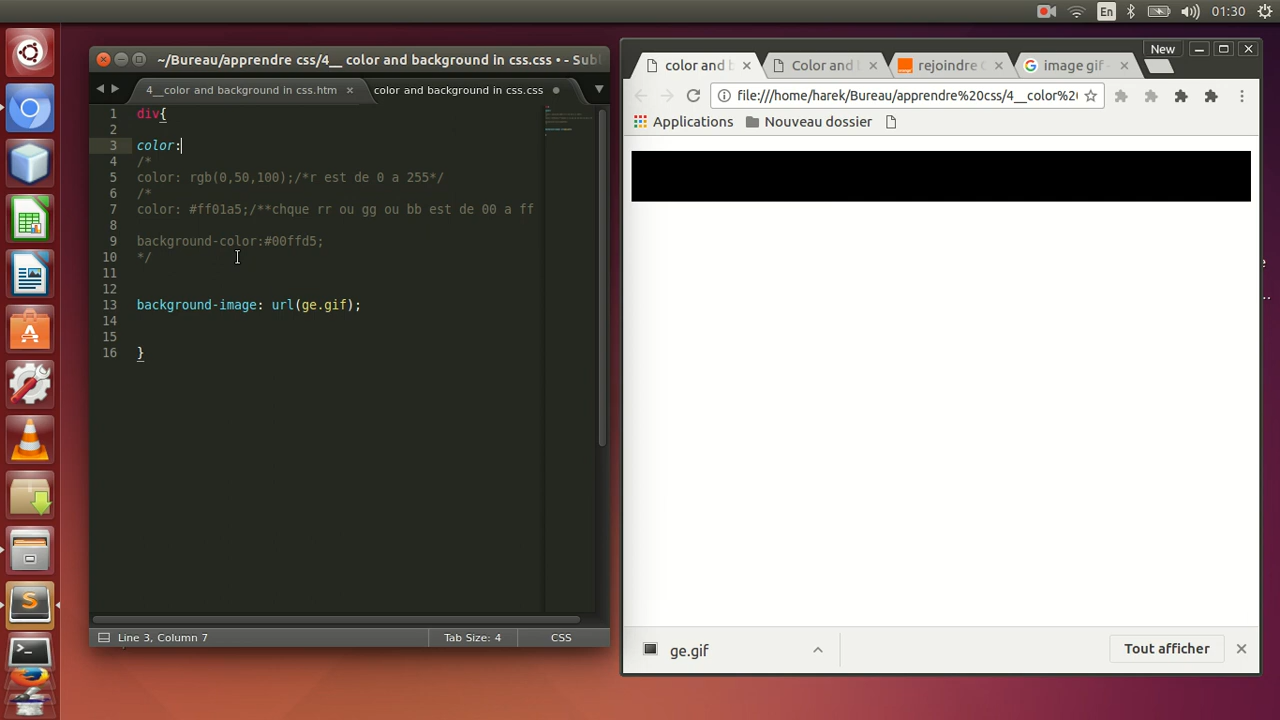 En
01:30
~/Bureau/apprendre css/4__ color and background in css.css • - Subl
4__color and background in css.htm
color and background in css.css
1 div{
2
3 color:
4 /*
5 color: rgb(0,50,100);/*r est de 0 a 255*/
6 /*
7 color: #ff01a5;/**chque rr ou gg ou bb est de 00 a ff
8
9 background-color:#00ffd5;
10 */
11
12
13 background-image: url(ge.gif);
14
15
16 }
Line 3, Column 7
Tab Size: 4
CSS
New
color and b
Color and b
rejoindre
image gif -
file:///home/harek/Bureau/apprendre%20css/4__color%20
Applications
Nouveau dossier
ge.gif
Tout afficher